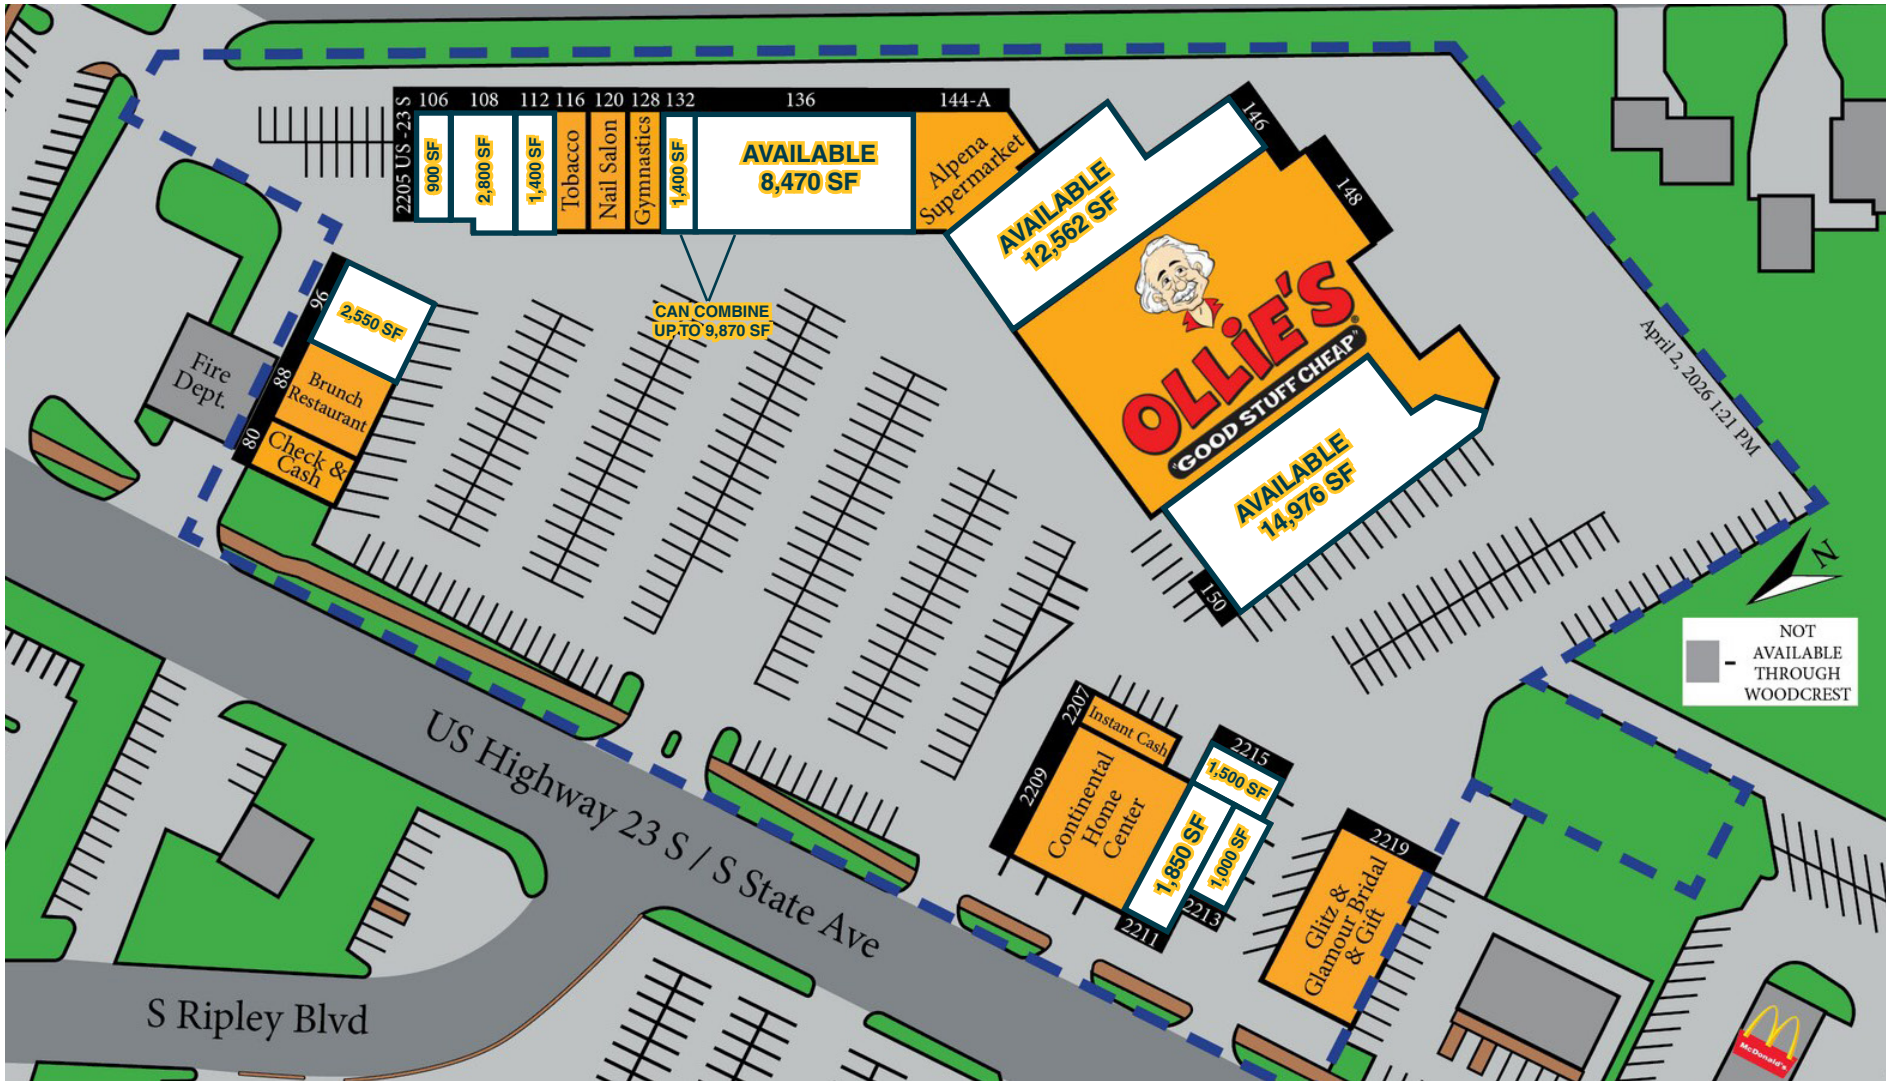 106 108 112 116 120 128 132 136 144-A
2205 US -23 S
900 SF
2,800 SF
1,400 SF
Tobacco
Nail Salon
Gymnastics
1,400 SF
AVAILABLE
8,470 SF
Alpena
Supermarket
CAN COMBINE
UP TO 9,870 SF
AVAILABLE
12,562 SF
146
148
OLLiE'S
"GOOD STUFF CHEAP"
AVAILABLE
14,976 SF
150
April 2, 2026 1:21 PM
N
NOT
AVAILABLE
THROUGH
WOODCREST
96
2,550 SF
88
Brunch
Restaurant
80
Check &
Cash
Fire
Dept.
US Highway 23 S / S State Ave
S Ripley Blvd
2207
Instant Cash
2209
Continental
Home
Center
2215
1,500 SF
1,850 SF
1,000 SF
2213
2211
2219
Glitz &
Glamour Bridal
& Gift
McDonald's